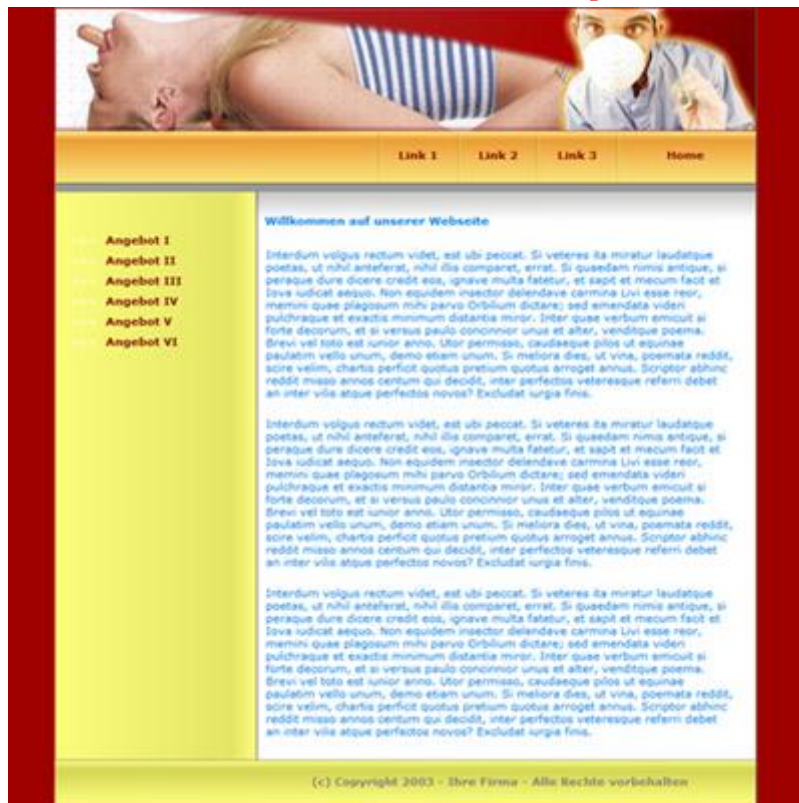 Link 1 Link 2 Link 3 Home
Willkommen auf unserer Webseite
Angebot I
Angebot II
Angebot III
Angebot IV
Angebot V
Angebot VI
Interdum volgus rectum videt, est ubi peccat. Si veteres ita miratur laudatque
poetas, ut nihil anteferat, nihil illis comparet, errat. Si quaedam nimis antique, si
peraque dure dicere credit eos, ignave multa fatetur, et sapit et mecum facit et
Iova iudicat aequo. Non equidem insector delendave carmina Livi esse reor,
memini quae plagosum mihi parvo Orbilium dictare; sed emendata videri
pulchraque et exactis minimum distantia miror. Inter quae verbum emicuit si
forte decorum, et si versus paulo concinnior unus et alter, venditque poema.
Brevi vel toto est iunior anno. Utor permisso, caudaeque pilos ut equinae
paulatim vello unum, demo etiam unum. Si meliora dies, ut vina, poemata reddit,
scire velim, chartis perficit quotus pretium quotus arroget annus. Scriptor abhinc
reddit misso annos centum qui decidit, inter perfectos veteresque referri debet
an inter vilis atque perfectos novos? Excludat iurgia finis.
Interdum volgus rectum videt, est ubi peccat. Si veteres ita miratur laudatque
poetas, ut nihil anteferat, nihil illis comparet, errat. Si quaedam nimis antique, si
peraque dure dicere credit eos, ignave multa fatetur, et sapit et mecum facit et
Iova iudicat aequo. Non equidem insector delendave carmina Livi esse reor,
memini quae plagosum mihi parvo Orbilium dictare; sed emendata videri
pulchraque et exactis minimum distantia miror. Inter quae verbum emicuit si
forte decorum, et si versus paulo concinnior unus et alter, venditque poema.
Brevi vel toto est iunior anno. Utor permisso, caudaeque pilos ut equinae
paulatim vello unum, demo etiam unum. Si meliora dies, ut vina, poemata reddit,
scire velim, chartis perficit quotus pretium quotus arroget annus. Scriptor abhinc
reddit misso annos centum qui decidit, inter perfectos veteresque referri debet
an inter vilis atque perfectos novos? Excludat iurgia finis.
Interdum volgus rectum videt, est ubi peccat. Si veteres ita miratur laudatque
poetas, ut nihil anteferat, nihil illis comparet, errat. Si quaedam nimis antique, si
peraque dure dicere credit eos, ignave multa fatetur, et sapit et mecum facit et
Iova iudicat aequo. Non equidem insector delendave carmina Livi esse reor,
memini quae plagosum mihi parvo Orbilium dictare; sed emendata videri
pulchraque et exactis minimum distantia miror. Inter quae verbum emicuit si
forte decorum, et si versus paulo concinnior unus et alter, venditque poema.
Brevi vel toto est iunior anno. Utor permisso, caudaeque pilos ut equinae
paulatim vello unum, demo etiam unum. Si meliora dies, ut vina, poemata reddit,
scire velim, chartis perficit quotus pretium quotus arroget annus. Scriptor abhinc
reddit misso annos centum qui decidit, inter perfectos veteresque referri debet
an inter vilis atque perfectos novos? Excludat iurgia finis.
(c) Copyright 2003 - Ihre Firma - Alle Rechte vorbehalten